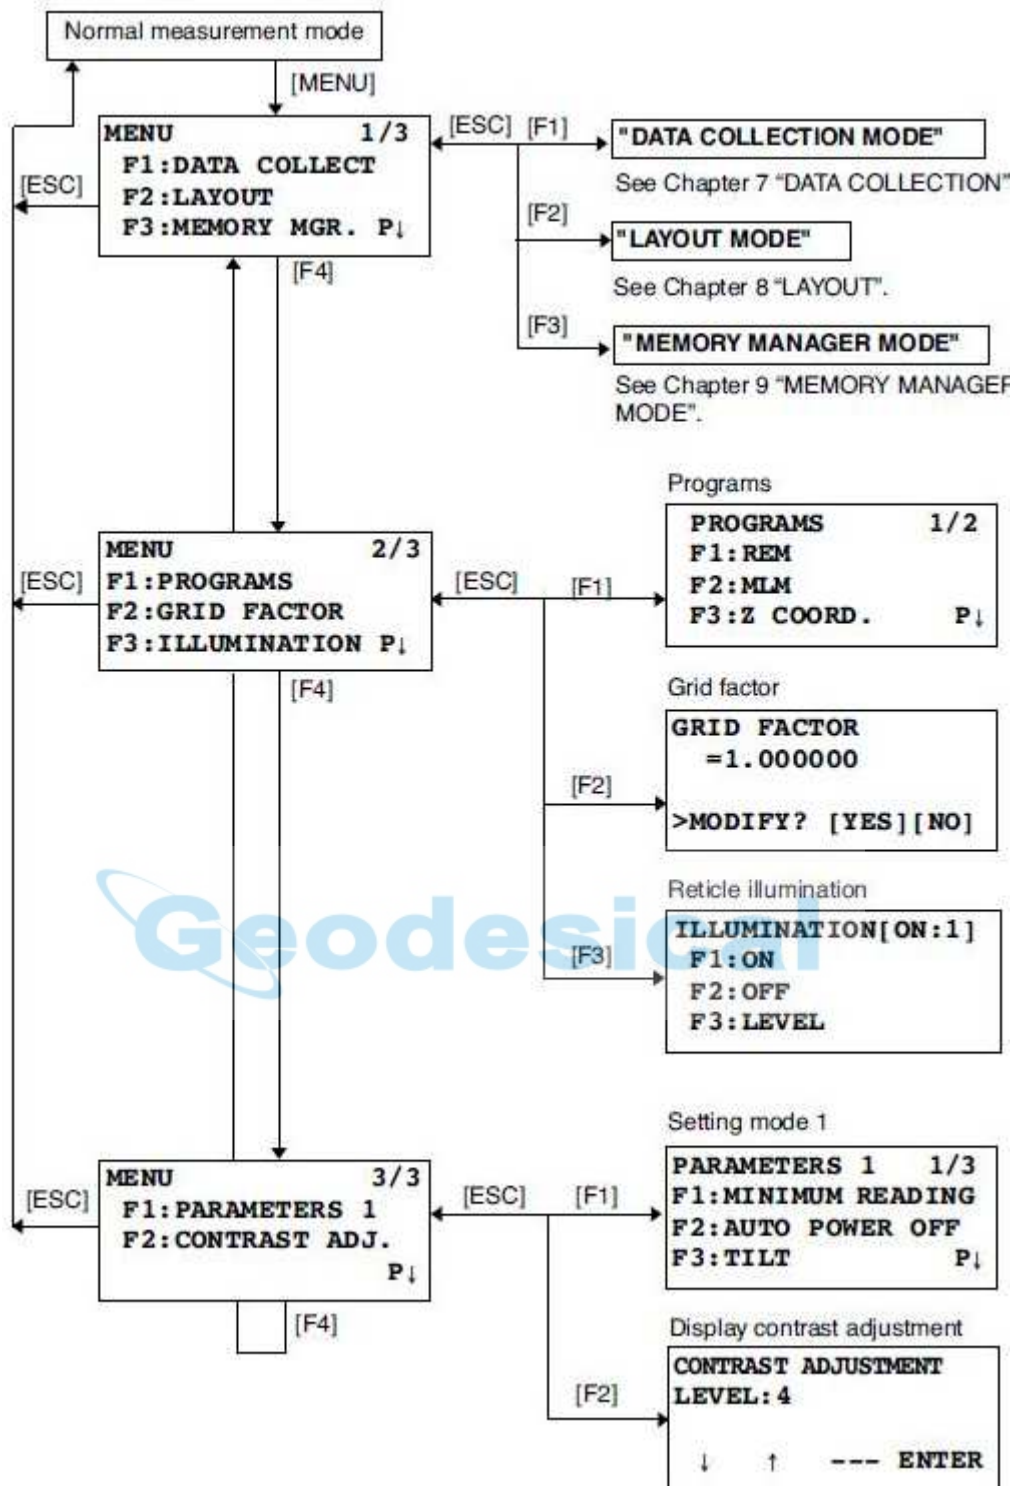 Normal measurement mode
[MENU]
MENU 1/3
F1:DATA COLLECT
F2:LAYOUT
F3:MEMORY MGR. P↓
[ESC]
[ESC] [F1]
"DATA COLLECTION MODE"
See Chapter 7 “DATA COLLECTION”
[F2]
"LAYOUT MODE"
See Chapter 8 “LAYOUT”.
[F3]
"MEMORY MANAGER MODE"
See Chapter 9 “MEMORY MANAGER
MODE”.
[F4]
MENU 2/3
F1:PROGRAMS
F2:GRID FACTOR
F3:ILLUMINATION P↓
[ESC]
[ESC]
[F1]
Programs
PROGRAMS 1/2
F1:REM
F2:MLM
F3:Z COORD. P↓
[F4]
[F2]
Grid factor
GRID FACTOR
=1.000000
>MODIFY? [YES][NO]
Geodesical
[F3]
Reticle illumination
ILLUMINATION[ON:1]
F1:ON
F2:OFF
F3:LEVEL
MENU 3/3
F1:PARAMETERS 1
F2:CONTRAST ADJ.
P↓
[ESC]
[ESC]
[F1]
Setting mode 1
PARAMETERS 1 1/3
F1:MINIMUM READING
F2:AUTO POWER OFF
F3:TILT P↓
[F4]
[F2]
Display contrast adjustment
CONTRAST ADJUSTMENT
LEVEL:4
↓ ↑ --- ENTER